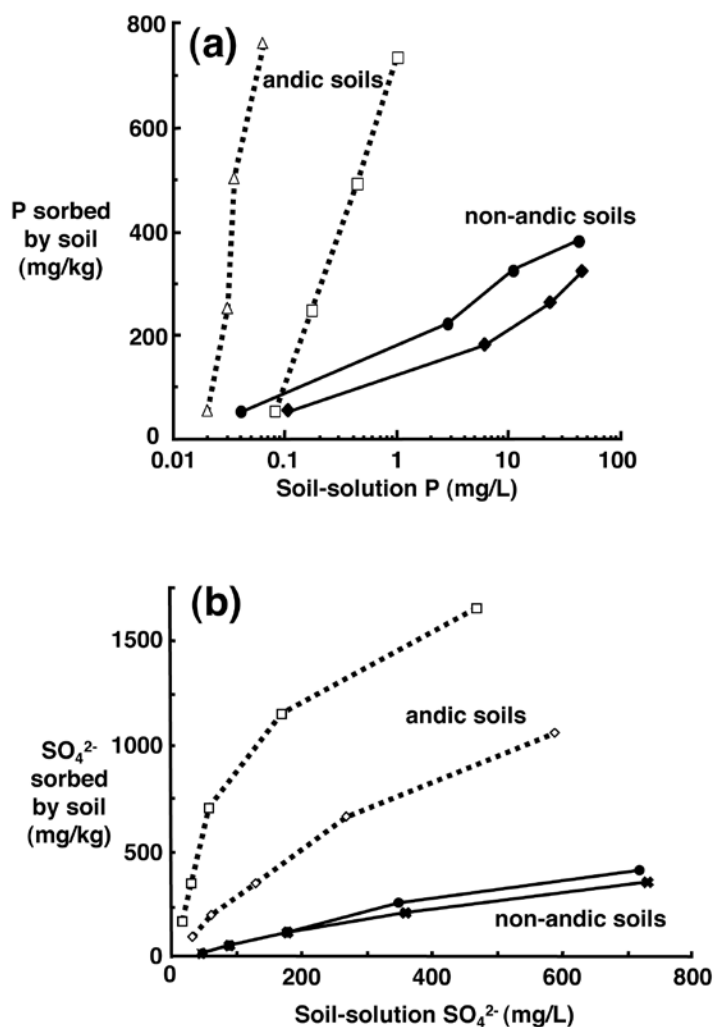 (a)
800
600
400
200
0
P sorbed
by soil
(mg/kg)
andic soils
non-andic soils
0.01 0.1 1 10 100
Soil-solution P (mg/L)
(b)
1500
1000
500
0
SO₄²⁻
sorbed
by soil
(mg/kg)
andic soils
non-andic soils
0 200 400 600 800
Soil-solution SO₄²⁻ (mg/L)